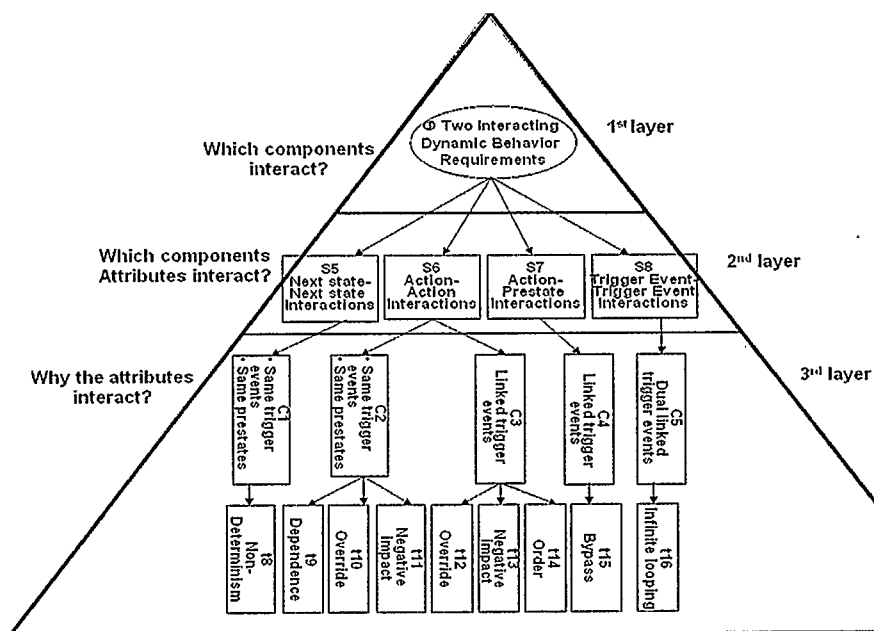 1st layer
Two Interacting
Dynamic Behavior
Requirements
Which components
interact?
Which components
Attributes interact?
2nd layer
S5
Next state-
Next state
Interactions
S6
Action-
Action
Interactions
S7
Action-
Prestate
Interactions
S8
Trigger Event-
Trigger Event
Interactions
Why the attributes
interact?
3rd layer
C1
• Same trigger
events
• Same prestates
C2
• Same trigger
events
• Same prestates
C3
Linked trigger
events
C4
Linked trigger
events
C5
Dual linked
trigger events
t8
Non-
Determinism
t9
Dependence
t10
Override
t11
Negative
Impact
t12
Override
t13
Negative
Impact
t14
Order
t15
Bypass
t16
Infinite looping